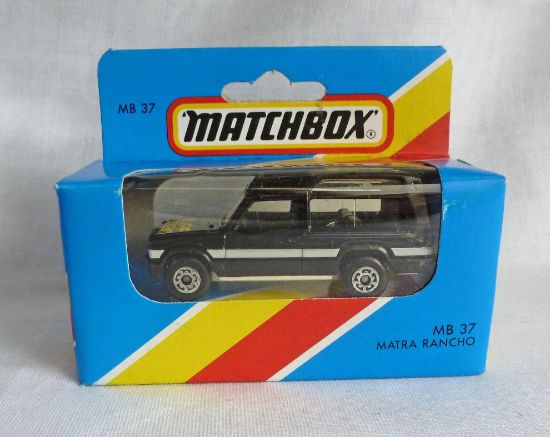 MB 37
"MATCHBOX"
®
MB 37
MATRA RANCHO